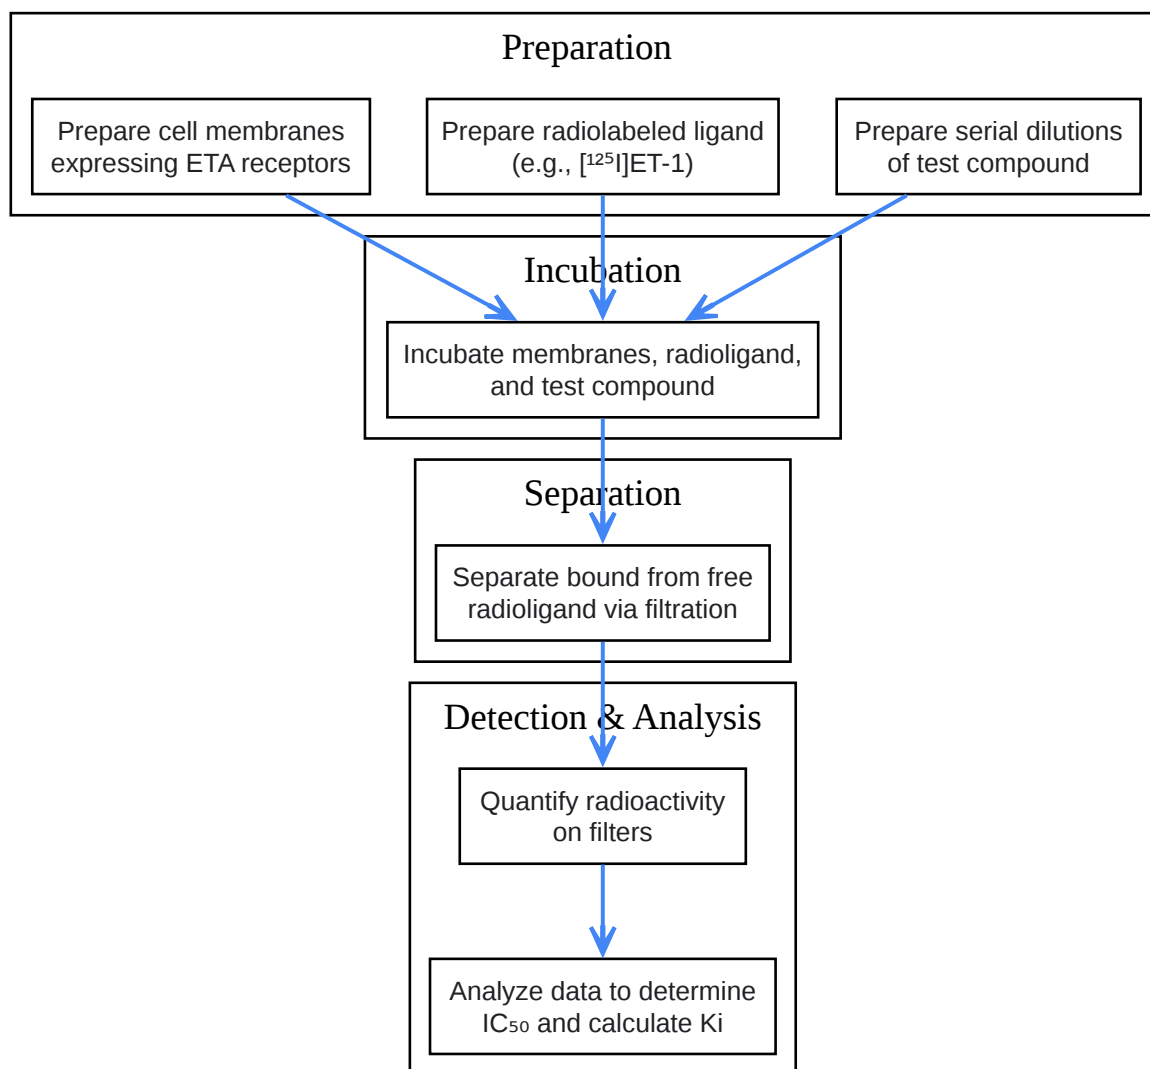 Preparation
Prepare cell membranes
expressing ETA receptors
Prepare radiolabeled ligand
(e.g., [¹²⁵I]ET-1)
Prepare serial dilutions
of test compound
Incubation
Incubate membranes, radioligand,
and test compound
Separation
Separate bound from free
radioligand via filtration
Detection & Analysis
Quantify radioactivity
on filters
Analyze data to determine
IC₅₀ and calculate Ki